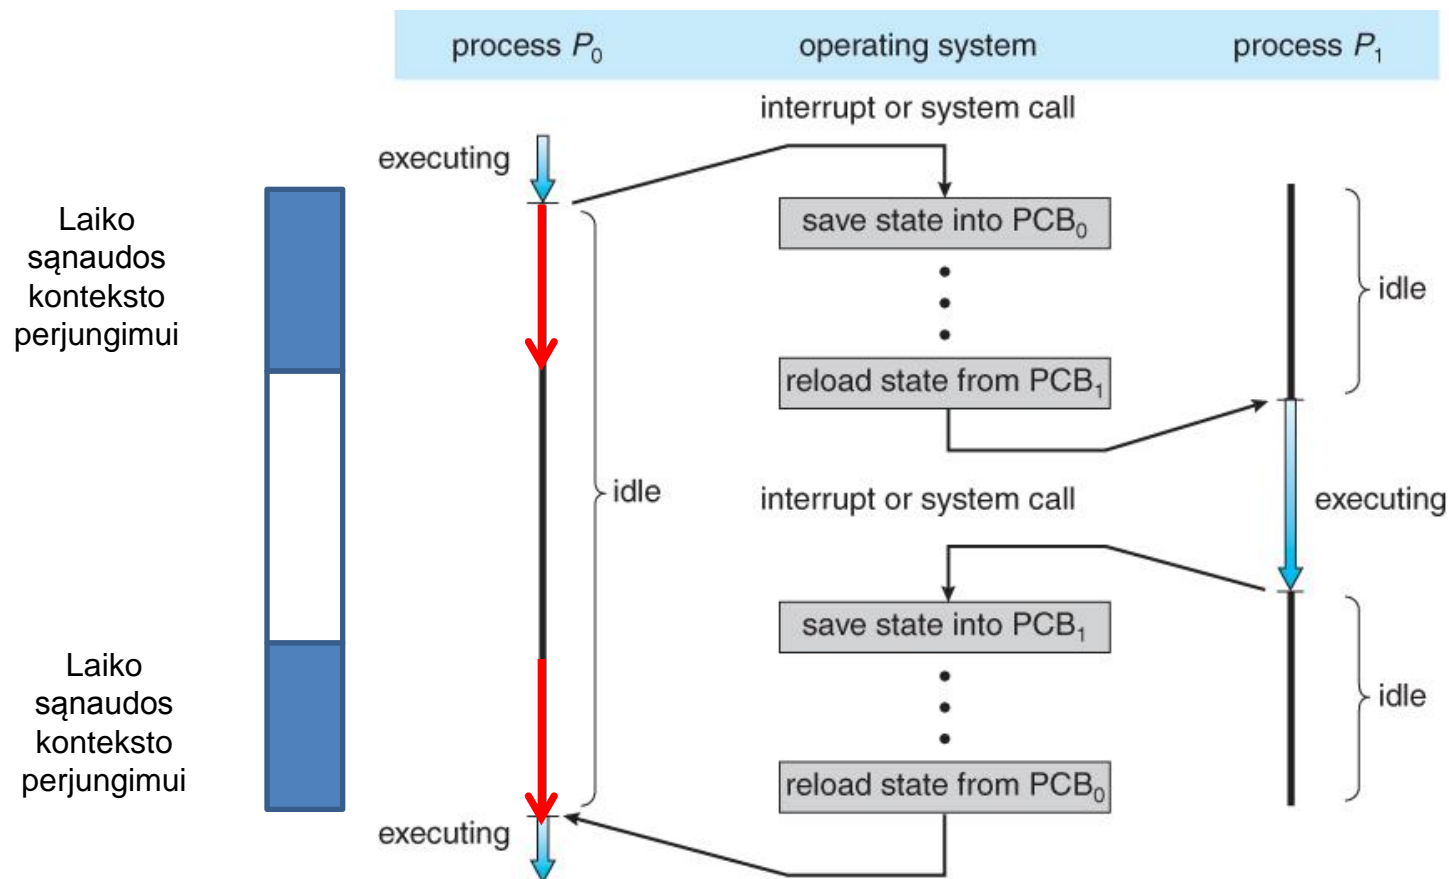 process P₀ operating system process P₁
interrupt or system call
executing
Laiko
sąnaudos
konteksto
perjungimui
save state into PCB₀
idle
reload state from PCB₁
idle
interrupt or system call
executing
save state into PCB₁
Laiko
sąnaudos
konteksto
perjungimui
idle
reload state from PCB₀
executing